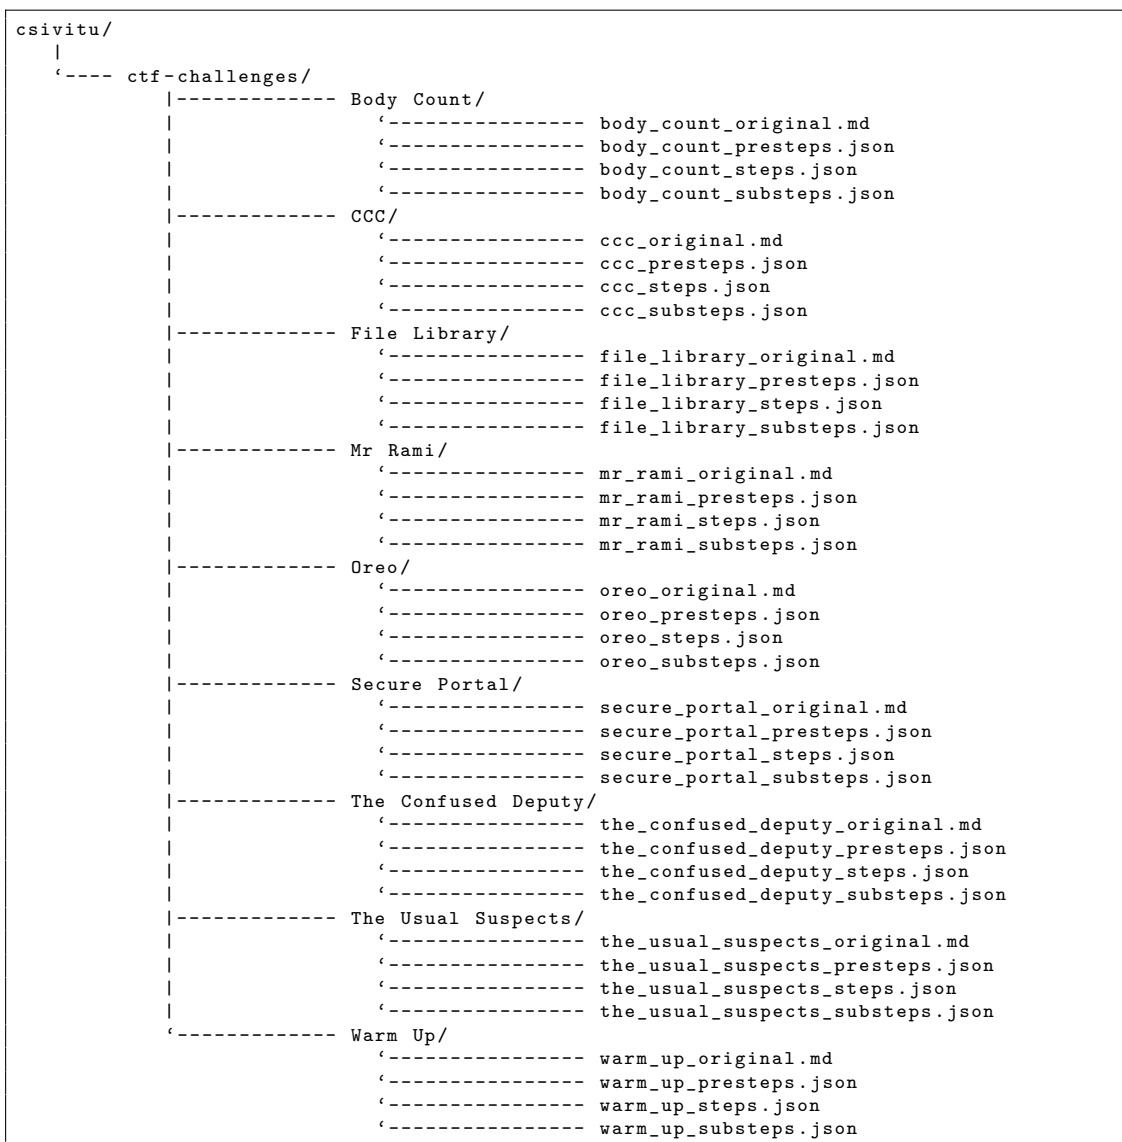 csivitu/
|
‘---- ctf-challenges/
|------------- Body Count/
| ‘---------------- body_count_original.md
| ‘---------------- body_count_presteps.json
| ‘---------------- body_count_steps.json
| ‘---------------- body_count_substeps.json
|------------- CCC/
| ‘---------------- ccc_original.md
| ‘---------------- ccc_presteps.json
| ‘---------------- ccc_steps.json
| ‘---------------- ccc_substeps.json
|------------- File Library/
| ‘---------------- file_library_original.md
| ‘---------------- file_library_presteps.json
| ‘---------------- file_library_steps.json
| ‘---------------- file_library_substeps.json
|------------- Mr Rami/
| ‘---------------- mr_rami_original.md
| ‘---------------- mr_rami_presteps.json
| ‘---------------- mr_rami_steps.json
| ‘---------------- mr_rami_substeps.json
|------------- Oreo/
| ‘---------------- oreo_original.md
| ‘---------------- oreo_presteps.json
| ‘---------------- oreo_steps.json
| ‘---------------- oreo_substeps.json
|------------- Secure Portal/
| ‘---------------- secure_portal_original.md
| ‘---------------- secure_portal_presteps.json
| ‘---------------- secure_portal_steps.json
| ‘---------------- secure_portal_substeps.json
|------------- The Confused Deputy/
| ‘---------------- the_confused_deputy_original.md
| ‘---------------- the_confused_deputy_presteps.json
| ‘---------------- the_confused_deputy_steps.json
| ‘---------------- the_confused_deputy_substeps.json
|------------- The Usual Suspects/
| ‘---------------- the_usual_suspects_original.md
| ‘---------------- the_usual_suspects_presteps.json
| ‘---------------- the_usual_suspects_steps.json
| ‘---------------- the_usual_suspects_substeps.json
‘------------- Warm Up/
‘---------------- warm_up_original.md
‘---------------- warm_up_presteps.json
‘---------------- warm_up_steps.json
‘---------------- warm_up_substeps.json